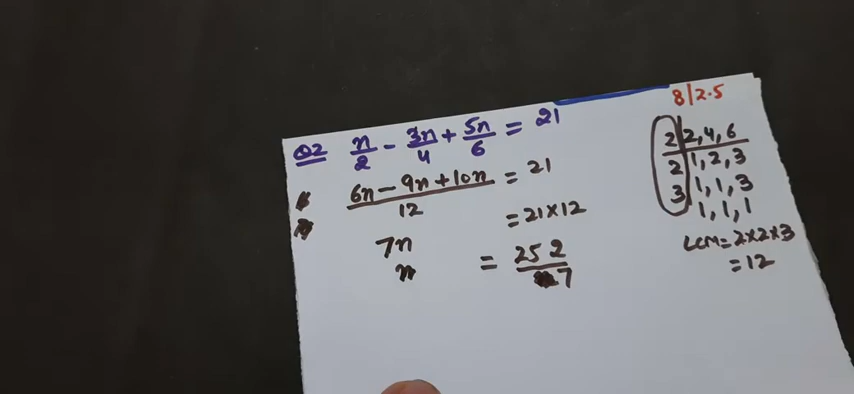 8|2.5
Q2 n/2 - 3n/4 + 5n/6 = 21
6n - 9n + 10n / 12 = 21
7n = 21 × 12
n = 252/7
2 | 2, 4, 6
2 | 1, 2, 3
3 | 1, 1, 3
1, 1, 1
LCM = 2×2×3
= 12